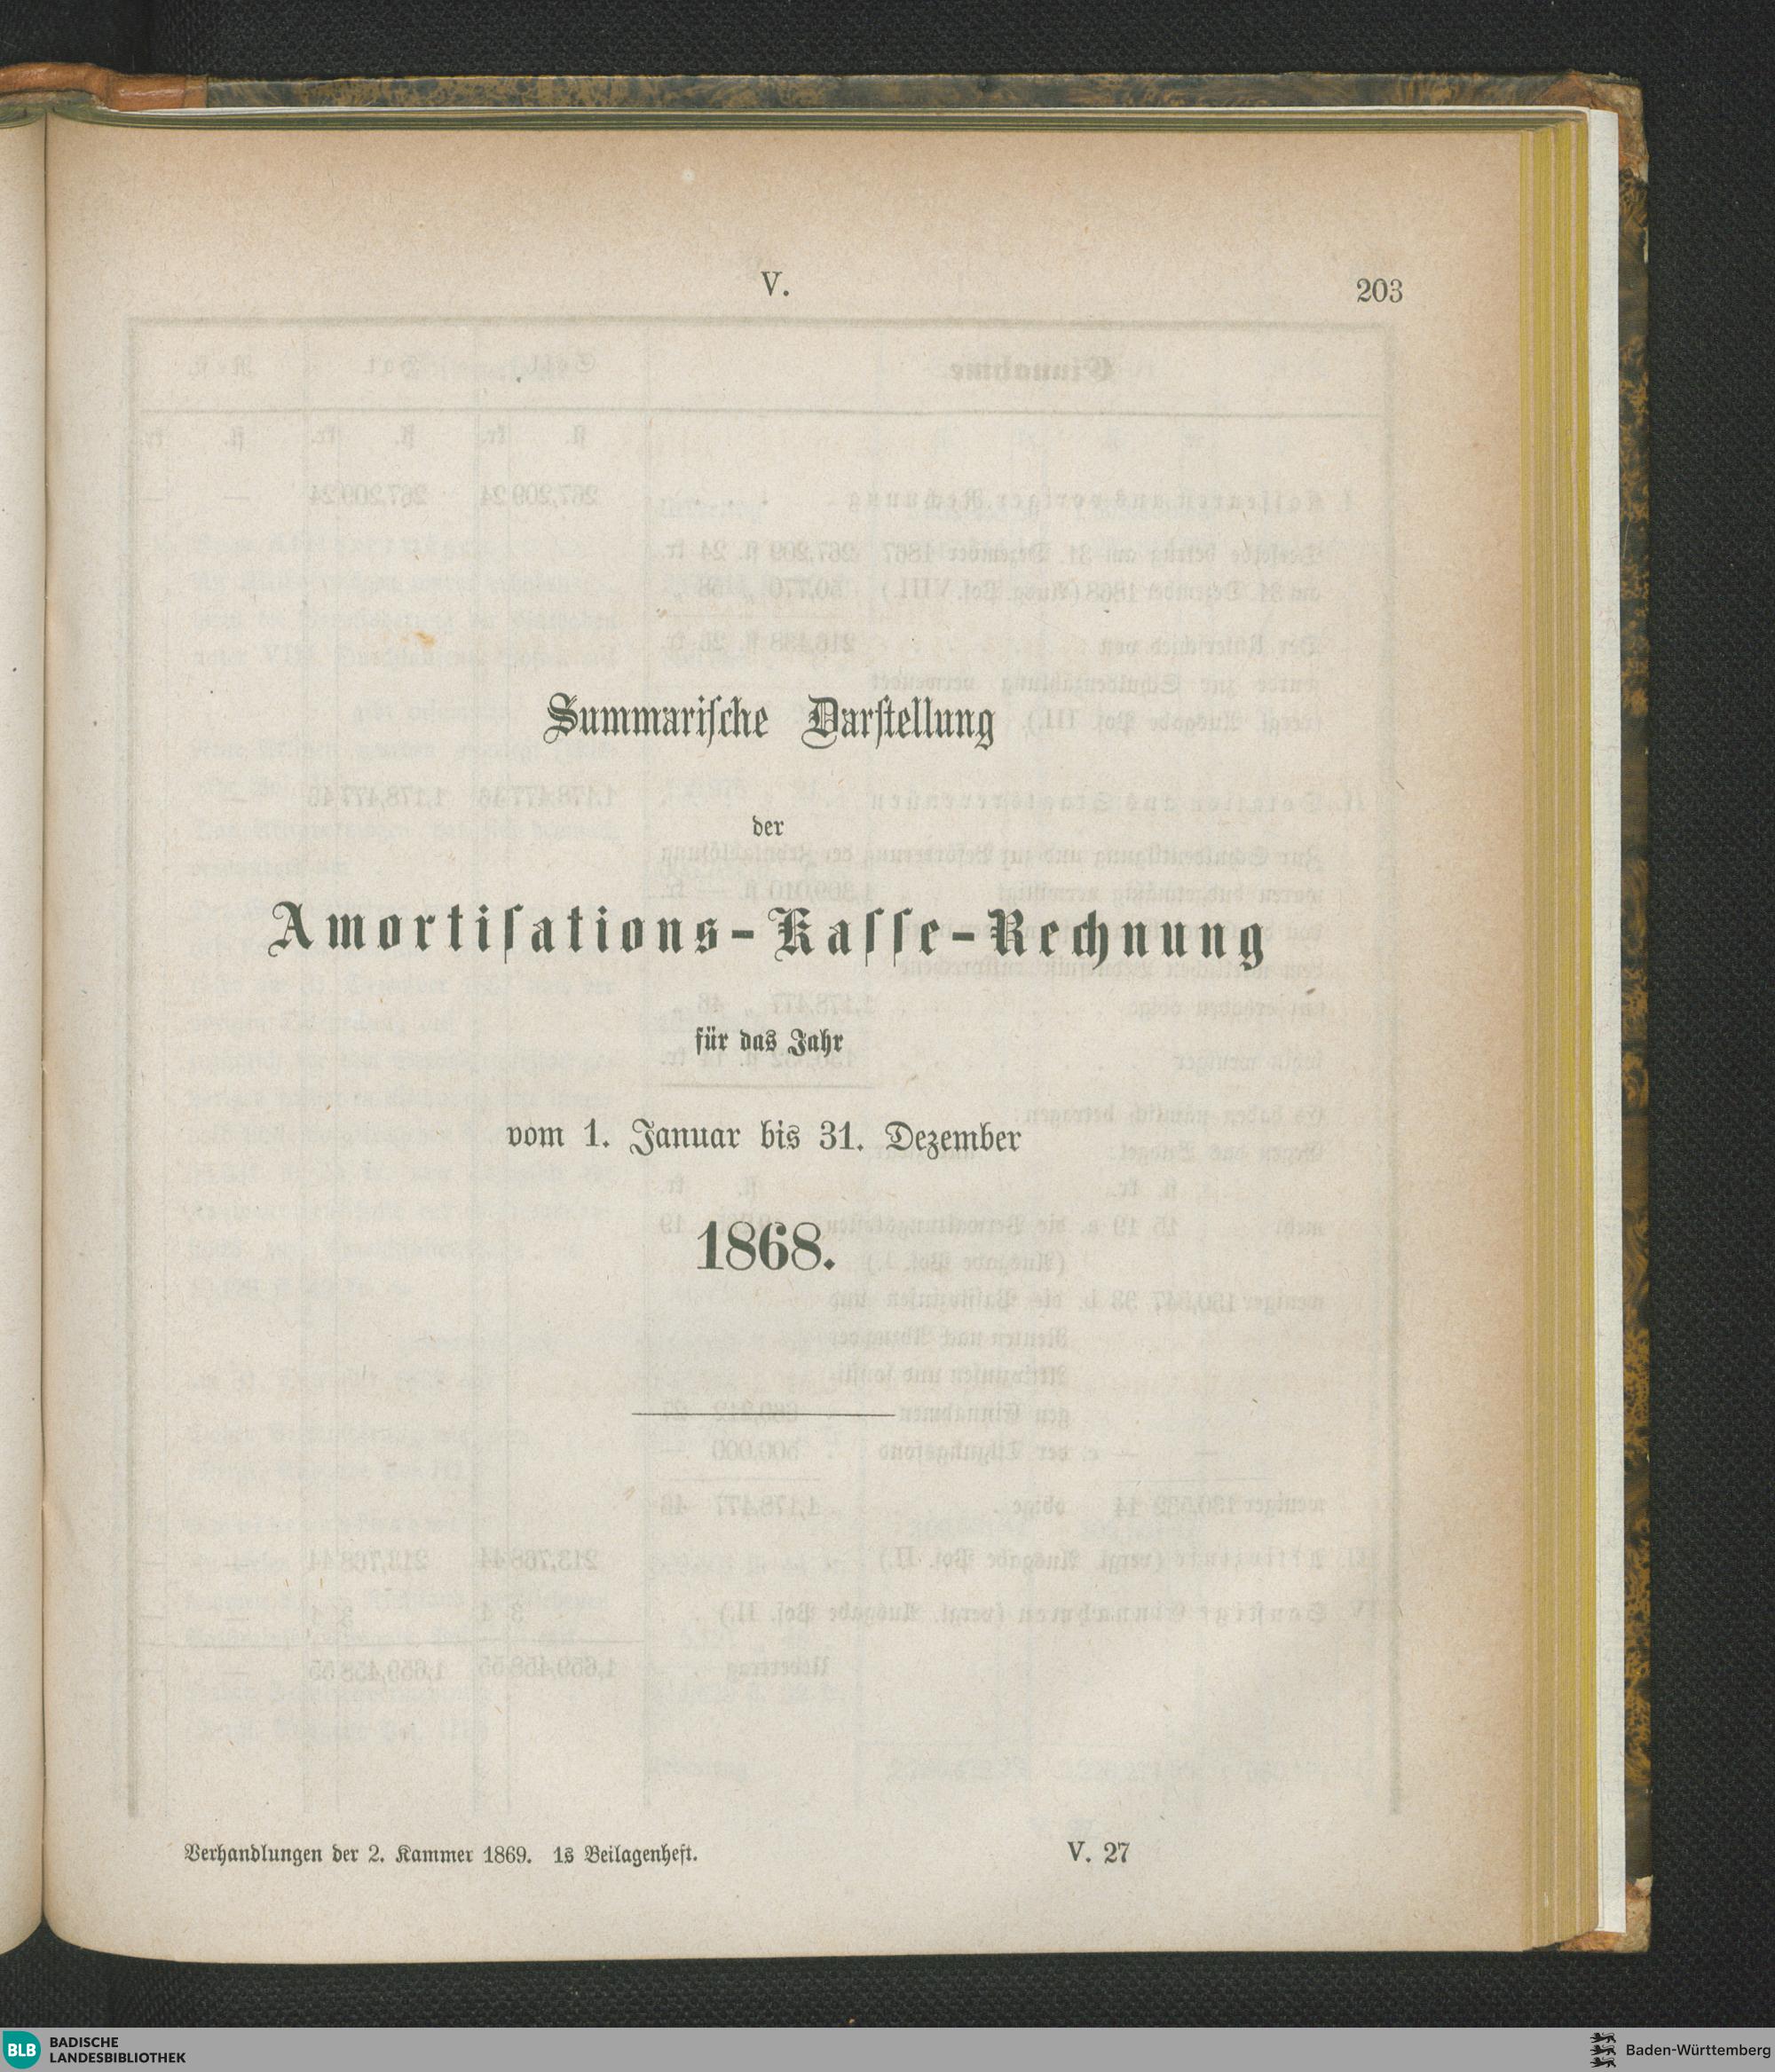 V.
203
Summariſche Darſtellung
der
Amortiſations-Kaſſe-Rechnung
für das Jahr
vom 1. Januar bis 31. Dezember
1868.
Verhandlungen der 2. Kammer 1869. 1s Beilagenheft.
V. 27
BLB BADISCHE
LANDESBIBLIOTHEK
Baden-Württemberg